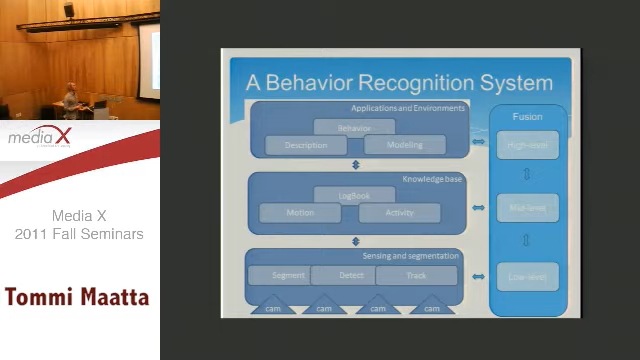 media X
Media X
2011 Fall Seminars
Tommi Maatta
A Behavior Recognition System
Applications and Environments
Behavior
Description
Modeling
Knowledge base
LogBook
Motion
Activity
Sensing and segmentation
Segment
Detect
Track
cam
cam
cam
cam
Fusion
High-level
Mid-level
Low-level